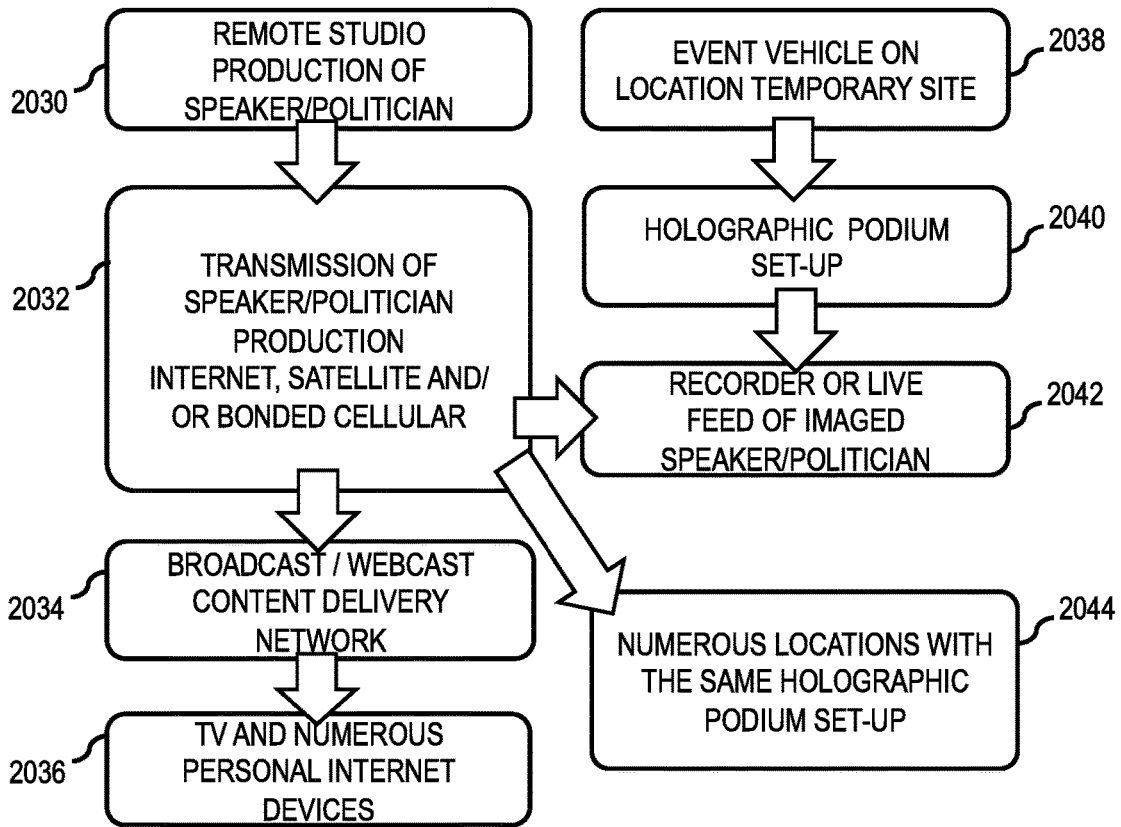 REMOTE STUDIO
PRODUCTION OF
SPEAKER/POLITICIAN
2030
EVENT VEHICLE ON
LOCATION TEMPORARY SITE
2038
TRANSMISSION OF
SPEAKER/POLITICIAN
PRODUCTION
INTERNET, SATELLITE AND/
OR BONDED CELLULAR
2032
HOLOGRAPHIC PODIUM
SET-UP
2040
RECORDER OR LIVE
FEED OF IMAGED
SPEAKER/POLITICIAN
2042
BROADCAST / WEBCAST
CONTENT DELIVERY
NETWORK
2034
NUMEROUS LOCATIONS WITH
THE SAME HOLOGRAPHIC
PODIUM SET-UP
2044
TV AND NUMEROUS
PERSONAL INTERNET
DEVICES
2036